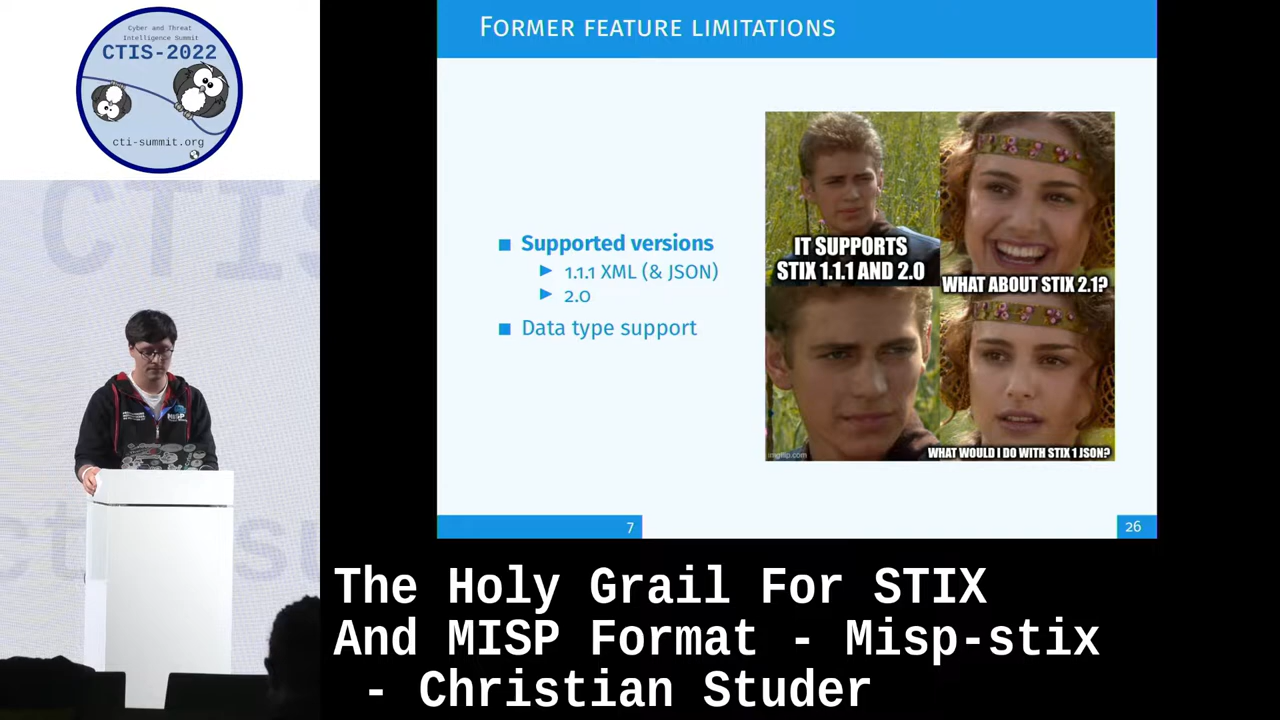 Cyber and Threat
Intelligence Summit
CTIS-2022
cti-summit.org
FORMER FEATURE LIMITATIONS
Supported versions
1.1.1 XML (& JSON)
2.0
Data type support
IT SUPPORTS
STIX 1.1.1 AND 2.0
WHAT ABOUT STIX 2.1?
WHAT WOULD I DO WITH STIX 1 JSON?
imgflip.com
7
26
CTIS
MISP
The Holy Grail For STIX
And MISP Format - Misp-stix
- Christian Studer